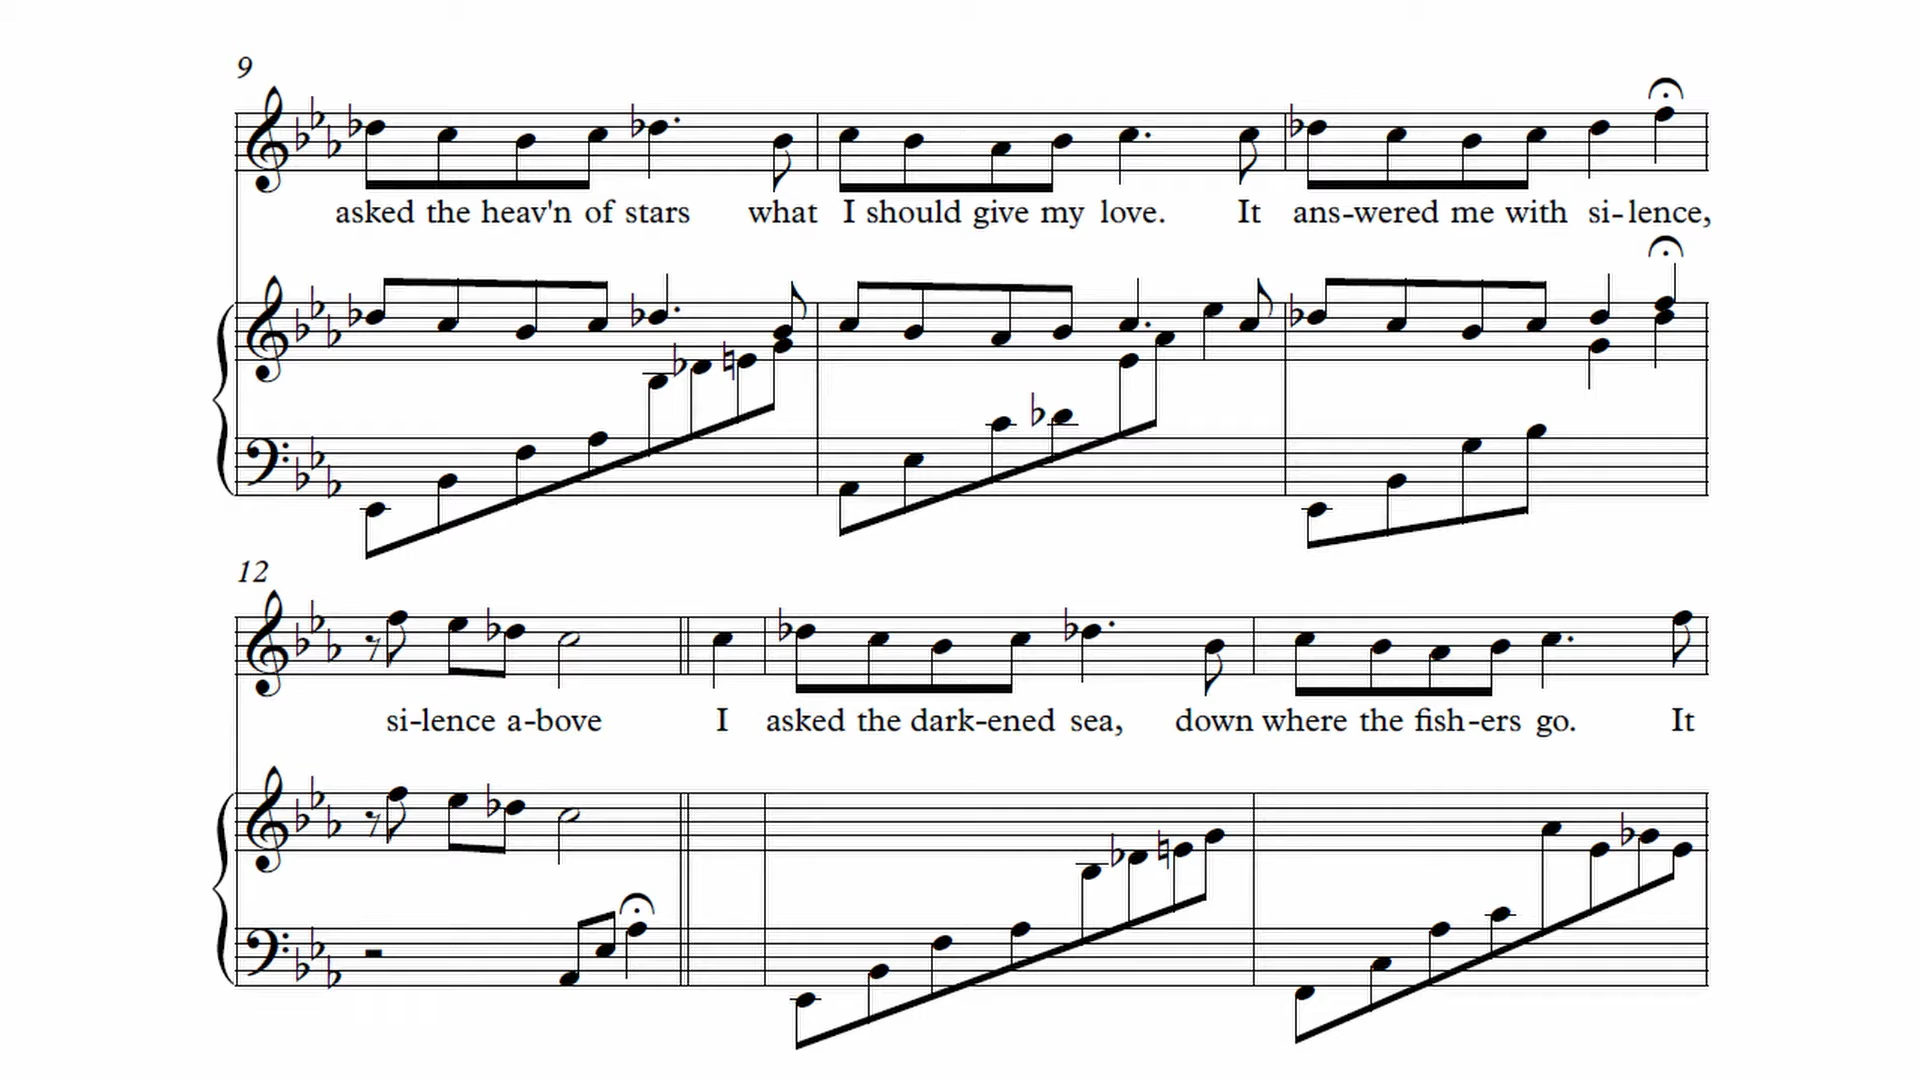 9
asked the heav'n of stars what I should give my love. It ans-wered me with si-lence,
12
si-lence a-bove I asked the dark-ened sea, down where the fish-ers go. It